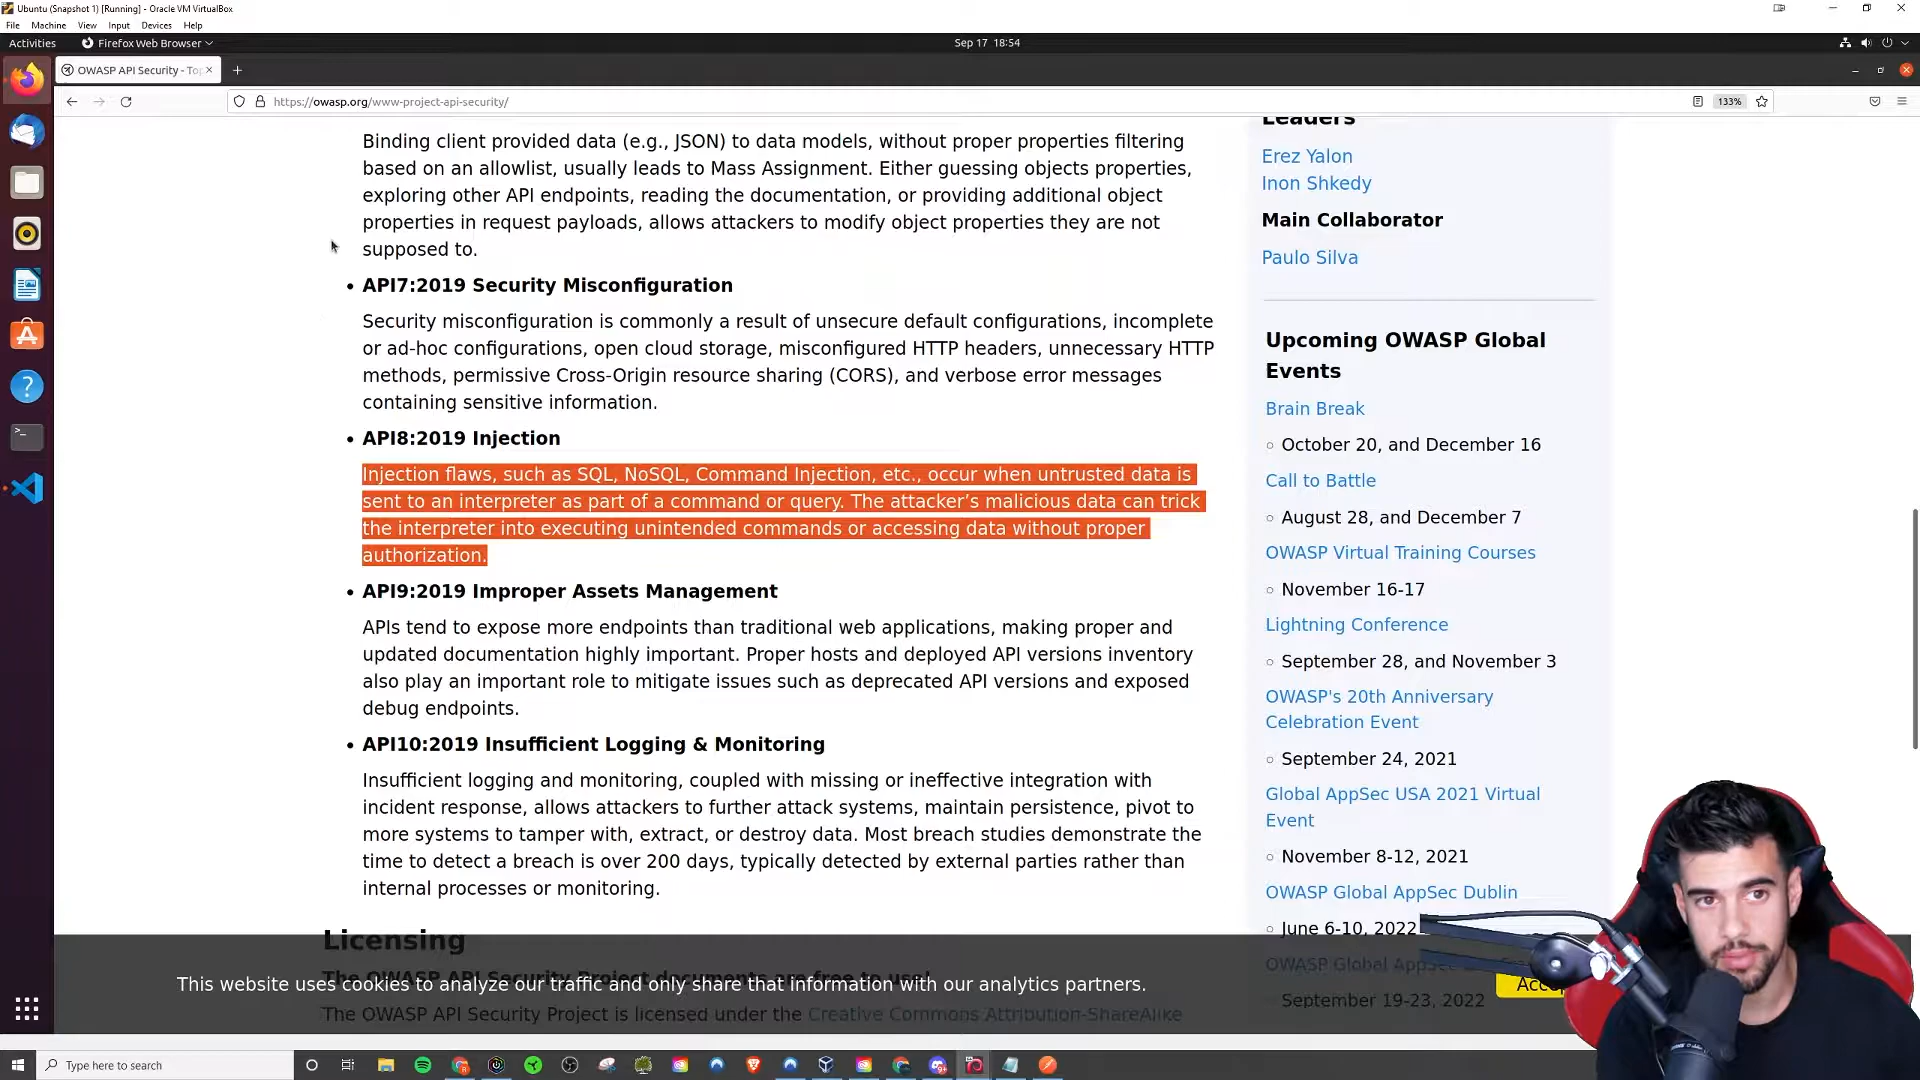 Ubuntu (Snapshot 1) [Running] - Oracle VM VirtualBox
File Machine View Input Devices Help
Activities Firefox Web Browser Sep 17 18:54
OWASP API Security - Top
https://owasp.org/www-project-api-security/ 133%
Binding client provided data (e.g., JSON) to data models, without proper properties filtering
based on an allowlist, usually leads to Mass Assignment. Either guessing objects properties,
exploring other API endpoints, reading the documentation, or providing additional object
properties in request payloads, allows attackers to modify object properties they are not
supposed to.
• API7:2019 Security Misconfiguration
Security misconfiguration is commonly a result of unsecure default configurations, incomplete
or ad-hoc configurations, open cloud storage, misconfigured HTTP headers, unnecessary HTTP
methods, permissive Cross-Origin resource sharing (CORS), and verbose error messages
containing sensitive information.
• API8:2019 Injection
Injection flaws, such as SQL, NoSQL, Command Injection, etc., occur when untrusted data is
sent to an interpreter as part of a command or query. The attacker’s malicious data can trick
the interpreter into executing unintended commands or accessing data without proper
authorization.
• API9:2019 Improper Assets Management
APIs tend to expose more endpoints than traditional web applications, making proper and
updated documentation highly important. Proper hosts and deployed API versions inventory
also play an important role to mitigate issues such as deprecated API versions and exposed
debug endpoints.
• API10:2019 Insufficient Logging & Monitoring
Insufficient logging and monitoring, coupled with missing or ineffective integration with
incident response, allows attackers to further attack systems, maintain persistence, pivot to
more systems to tamper with, extract, or destroy data. Most breach studies demonstrate the
time to detect a breach is over 200 days, typically detected by external parties rather than
internal processes or monitoring.
Licensing
The OWASP API Security Project documents are free to use!
The OWASP API Security Project is licensed under the Creative Commons Attribution-ShareAlike
Leaders
Erez Yalon
Inon Shkedy
Main Collaborator
Paulo Silva
Upcoming OWASP Global
Events
Brain Break
○ October 20, and December 16
Call to Battle
○ August 28, and December 7
OWASP Virtual Training Courses
○ November 16-17
Lightning Conference
○ September 28, and November 3
OWASP's 20th Anniversary
Celebration Event
○ September 24, 2021
Global AppSec USA 2021 Virtual
Event
○ November 8-12, 2021
OWASP Global AppSec Dublin
○ June 6-10, 2022
OWASP Global AppSec
○ September 19-23, 2022
This website uses cookies to analyze our traffic and only share that information with our analytics partners.
Type here to search